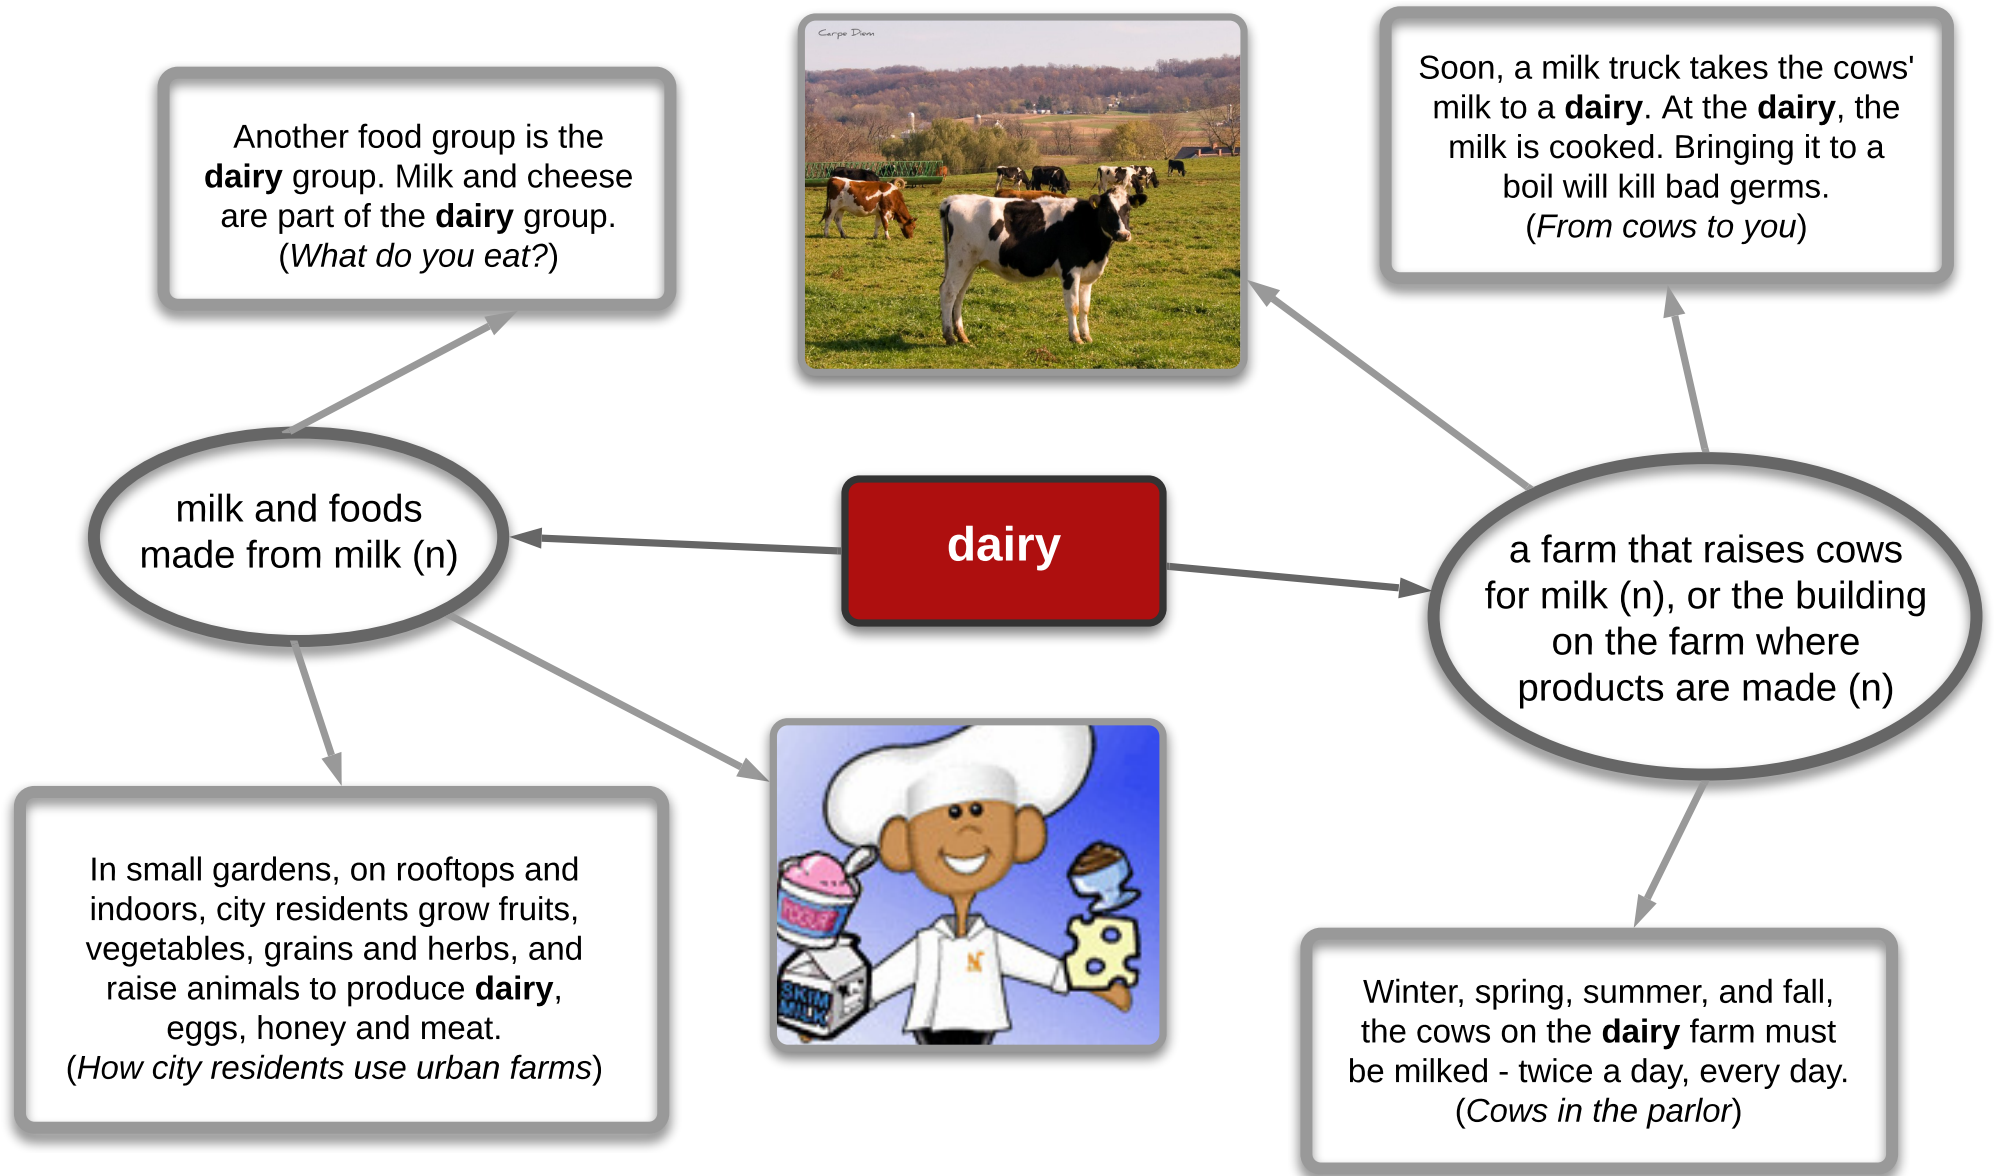 Carpe Diem
Soon, a milk truck takes the cows'
milk to a dairy. At the dairy, the
milk is cooked. Bringing it to a
boil will kill bad germs.
(From cows to you)
Another food group is the
dairy group. Milk and cheese
are part of the dairy group.
(What do you eat?)
milk and foods
made from milk (n)
dairy
a farm that raises cows
for milk (n), or the building
on the farm where
products are made (n)
In small gardens, on rooftops and
indoors, city residents grow fruits,
vegetables, grains and herbs, and
raise animals to produce dairy,
eggs, honey and meat.
(How city residents use urban farms)
YOGURT
SKIM
MILK
N
Winter, spring, summer, and fall,
the cows on the dairy farm must
be milked - twice a day, every day.
(Cows in the parlor)